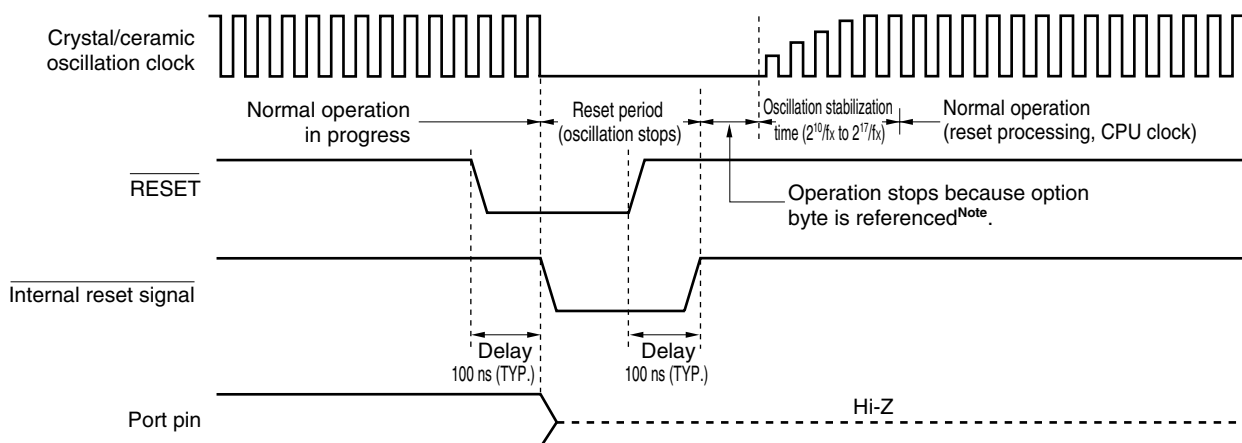 Crystal/ceramic
oscillation clock
Normal operation
in progress
Reset period
(oscillation stops)
Oscillation stabilization
time (2¹⁰/fx to 2¹⁷/fx)
Normal operation
(reset processing, CPU clock)
RESET
Operation stops because option
byte is referenced^Note.
Internal reset signal
Delay
100 ns (TYP.)
Delay
100 ns (TYP.)
Port pin
Hi-Z